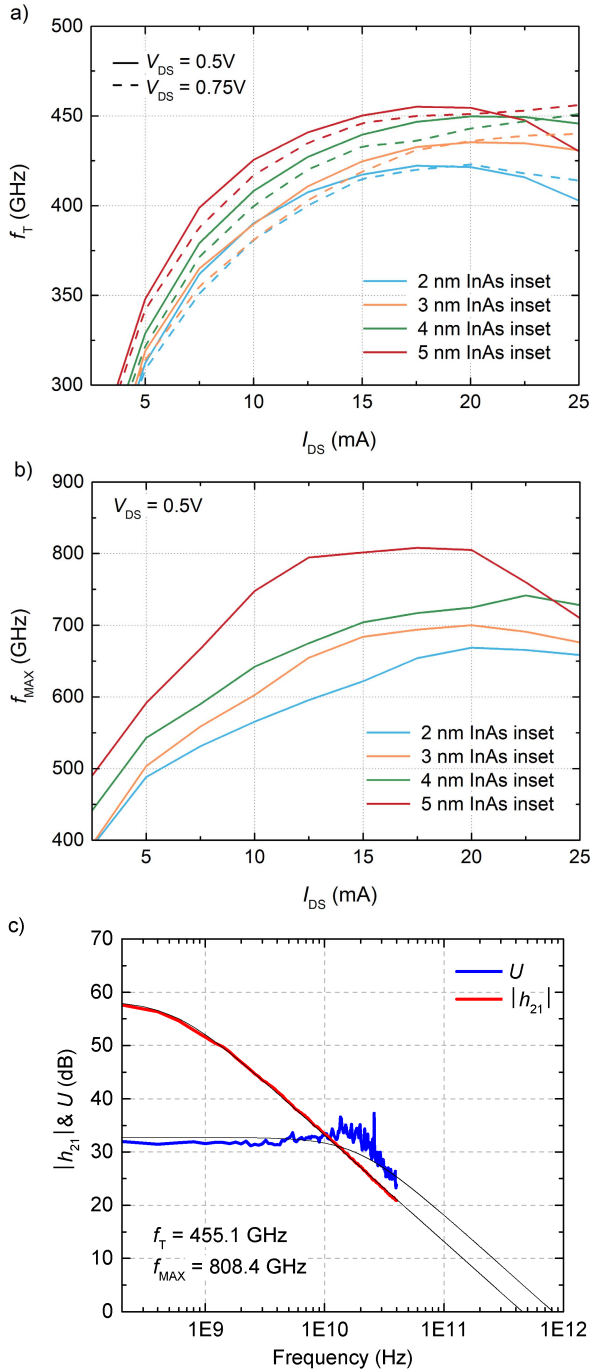 a)
500
450
400
350
300
f_T (GHz)
V_DS = 0.5V
V_DS = 0.75V
2 nm InAs inset
3 nm InAs inset
4 nm InAs inset
5 nm InAs inset
5 10 15 20 25
I_DS (mA)
b)
900
800
700
600
500
400
f_MAX (GHz)
V_DS = 0.5V
2 nm InAs inset
3 nm InAs inset
4 nm InAs inset
5 nm InAs inset
5 10 15 20 25
I_DS (mA)
c)
70
60
50
40
30
20
10
0
|h_21| & U (dB)
U
|h_21|
f_T = 455.1 GHz
f_MAX = 808.4 GHz
1E9 1E10 1E11 1E12
Frequency (Hz)